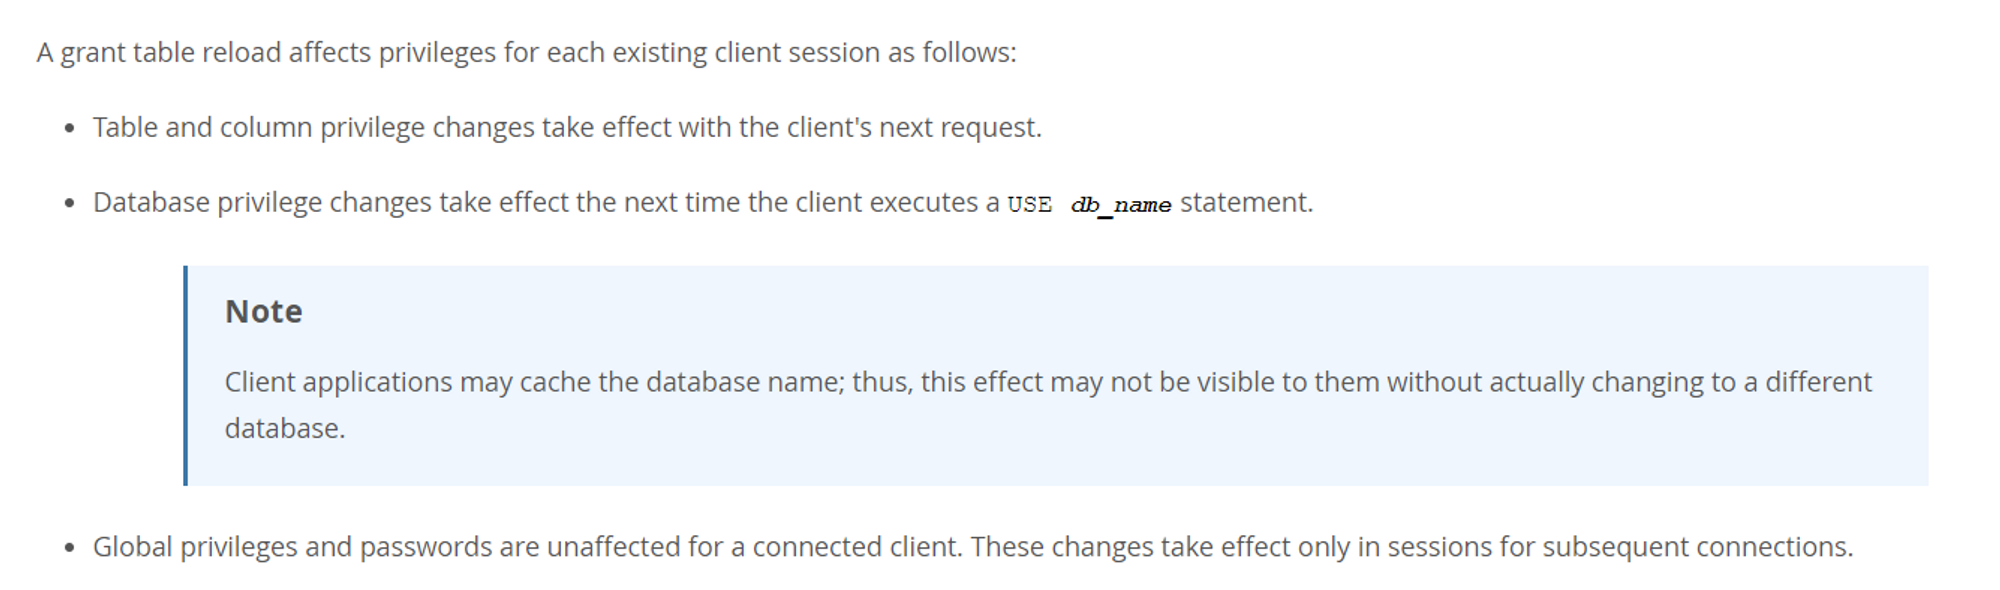 A grant table reload affects privileges for each existing client session as follows:
• Table and column privilege changes take effect with the client's next request.
• Database privilege changes take effect the next time the client executes a USE db_name statement.
Note
Client applications may cache the database name; thus, this effect may not be visible to them without actually changing to a different
database.
• Global privileges and passwords are unaffected for a connected client. These changes take effect only in sessions for subsequent connections.